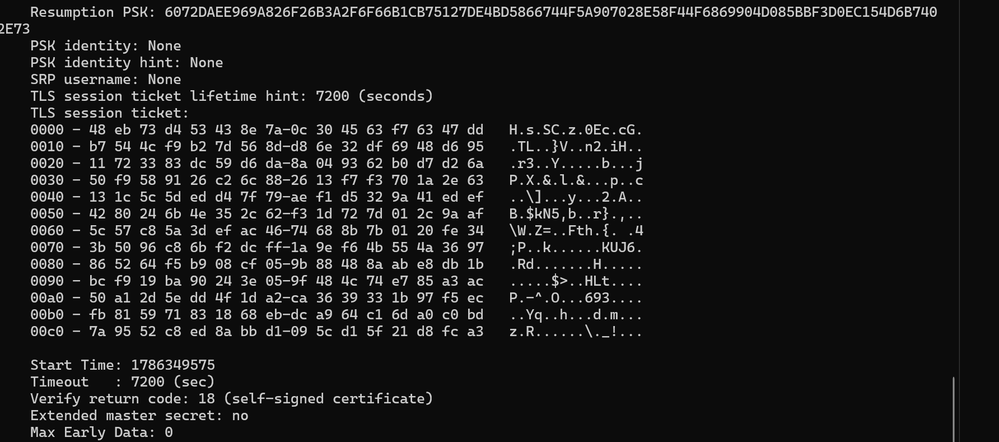 Resumption PSK: 6072DAEE969A826F26B3A2F6F66B1CB75127DE4BD5866744F5A907028E58F44F6869904D085BBF3D0EC154D6B740
2E73
PSK identity: None
PSK identity hint: None
SRP username: None
TLS session ticket lifetime hint: 7200 (seconds)
TLS session ticket:
0000 - 48 eb 73 d4 53 43 8e 7a-0c 30 45 63 f7 63 47 dd   H.s.SC.z.0Ec.cG.
0010 - b7 54 4c f9 b2 7d 56 8d-d8 6e 32 df 69 48 d6 95   .TL..}V..n2.iH..
0020 - 11 72 33 83 dc 59 d6 da-8a 04 93 62 b0 d7 d2 6a   .r3..Y.....b...j
0030 - 50 f9 58 91 26 c2 6c 88-26 13 f7 f3 70 1a 2e 63   P.X.&.l.&...p..c
0040 - 13 1c 5c 5d ed d4 7f 79-ae f1 d5 32 9a 41 ed ef   ..\]...y...2.A..
0050 - 42 80 24 6b 4e 35 2c 62-f3 1d 72 7d 01 2c 9a af   B.$kN5,b..r}.,..
0060 - 5c 57 c8 5a 3d ef ac 46-74 68 8b 7b 01 20 fe 34   \W.Z=..Fth.{. .4
0070 - 3b 50 96 c8 6b f2 dc ff-1a 9e f6 4b 55 4a 36 97   ;P..k......KUJ6.
0080 - 86 52 64 f5 b9 08 cf 05-9b 88 48 8a ab e8 db 1b   .Rd.......H.....
0090 - bc f9 19 ba 90 24 3e 05-9f 48 4c 74 e7 85 a3 ac   .....$>..HLt....
00a0 - 50 a1 2d 5e dd 4f 1d a2-ca 36 39 33 1b 97 f5 ec   P.-^.O...693....
00b0 - fb 81 59 71 83 18 68 eb-dc a9 64 c1 6d a0 c0 bd   ..Yq..h...d.m...
00c0 - 7a 95 52 c8 ed 8a bb d1-09 5c d1 5f 21 d8 fc a3   z.R......\._!...
Start Time: 1786349575
Timeout   : 7200 (sec)
Verify return code: 18 (self-signed certificate)
Extended master secret: no
Max Early Data: 0